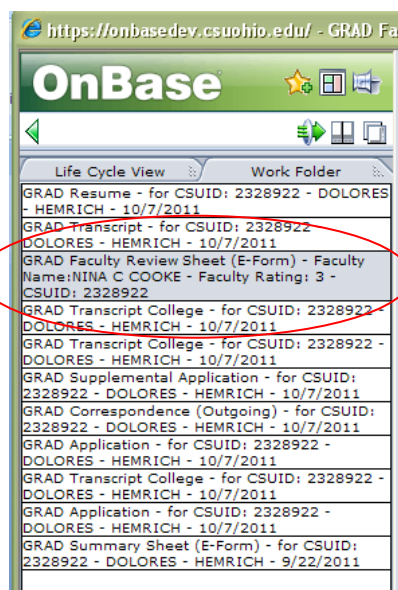 https://onbasedev.csuohio.edu/ - GRAD Fa
OnBase
Life Cycle View
Work Folder
GRAD Resume - for CSUID: 2328922 - DOLORES
- HEMRICH - 10/7/2011
GRAD Transcript - for CSUID: 2328922
DOLORES - HEMRICH - 10/7/2011
GRAD Faculty Review Sheet (E-Form) - Faculty
Name:NINA C COOKE - Faculty Rating: 3 -
CSUID: 2328922
GRAD Transcript College - for CSUID: 2328922 -
DOLORES - HEMRICH - 10/7/2011
GRAD Transcript College - for CSUID: 2328922 -
DOLORES - HEMRICH - 10/7/2011
GRAD Supplemental Application - for CSUID:
2328922 - DOLORES - HEMRICH - 10/7/2011
GRAD Correspondence (Outgoing) - for CSUID:
2328922 - DOLORES - HEMRICH - 10/7/2011
GRAD Application - for CSUID: 2328922 -
DOLORES - HEMRICH - 10/7/2011
GRAD Transcript College - for CSUID: 2328922 -
DOLORES - HEMRICH - 10/7/2011
GRAD Application - for CSUID: 2328922 -
DOLORES - HEMRICH - 10/7/2011
GRAD Summary Sheet (E-Form) - for CSUID:
2328922 - DOLORES - HEMRICH - 9/22/2011